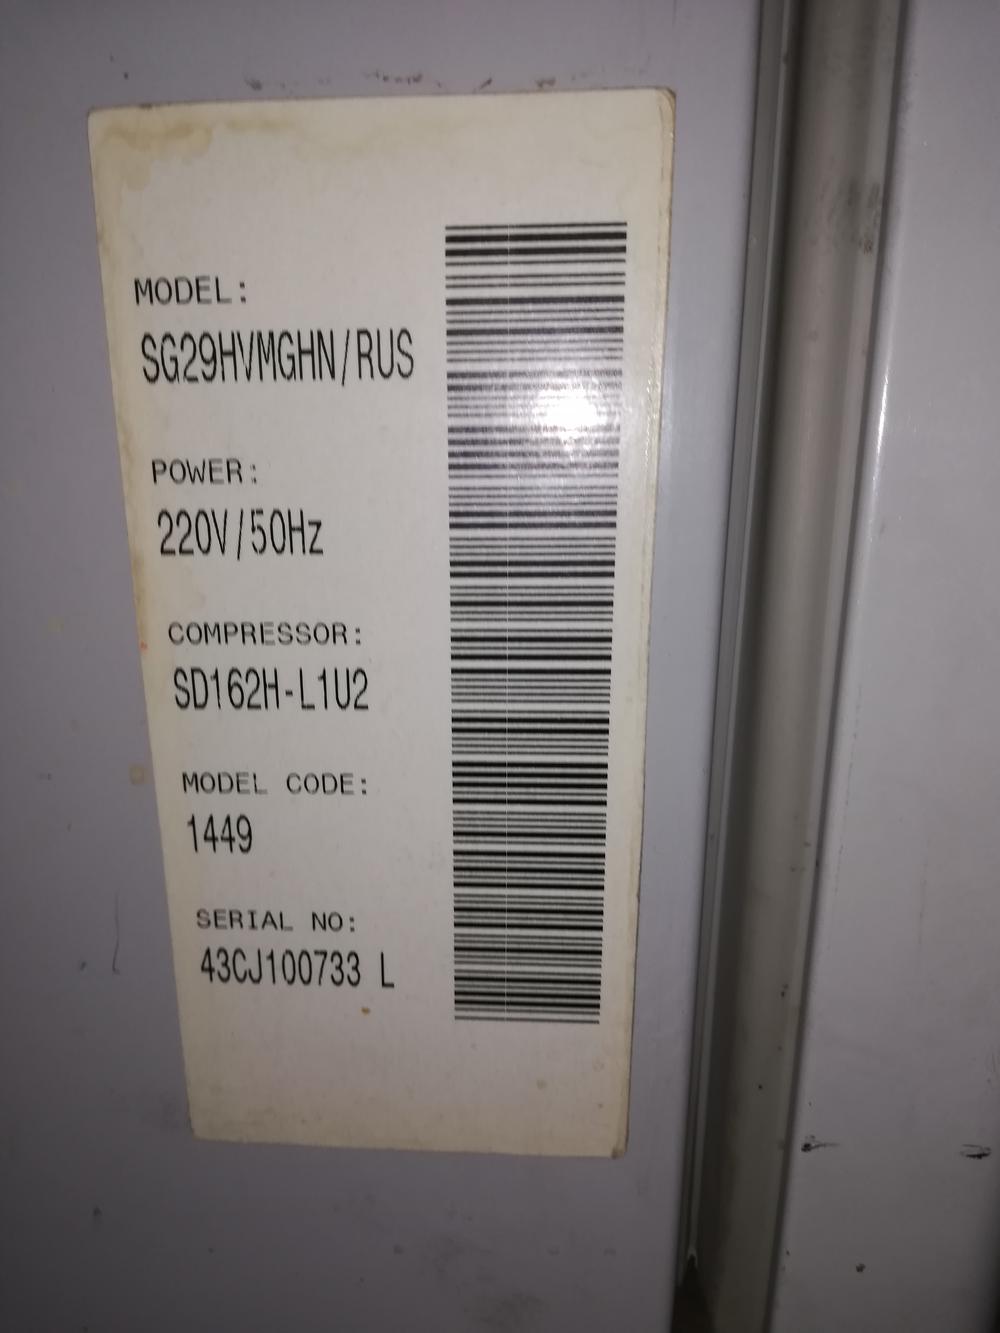 MODEL:
SG29HVMGHN/RUS
POWER:
220V/50Hz
COMPRESSOR:
SD162H-L1U2
MODEL CODE:
1449
SERIAL NO:
43CJ100733 L